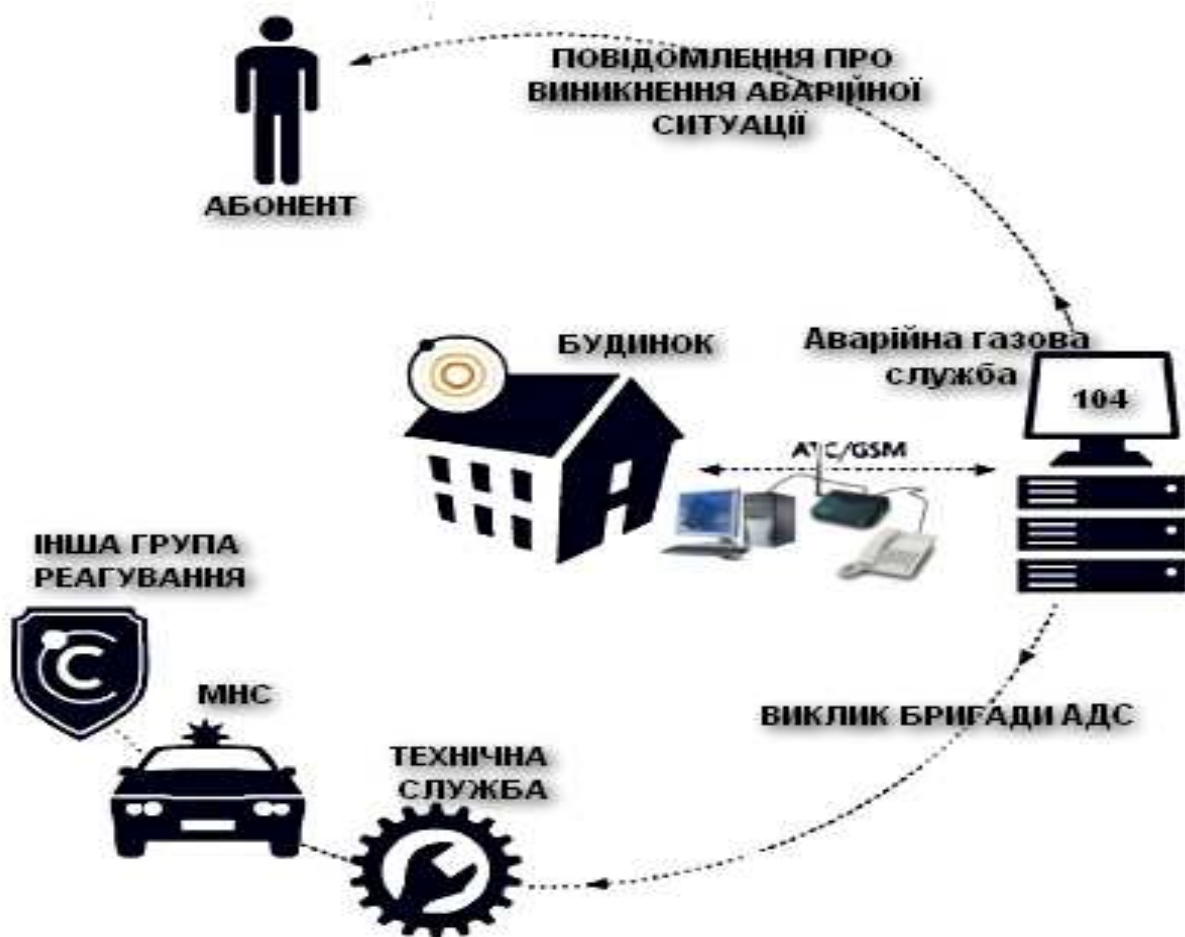 ПОВІДОМЛЕННЯ ПРО
ВИНИКНЕННЯ АВАРІЙНОЇ
СИТУАЦІЇ
АБОНЕНТ
БУДИНОК
Аварійна газова
служба
104
АТС/GSM
ІНША ГРУПА
РЕАГУВАННЯ
С
МНС
ВИКЛИК БРИГАДИ АДС
ТЕХНІЧНА
СЛУЖБА